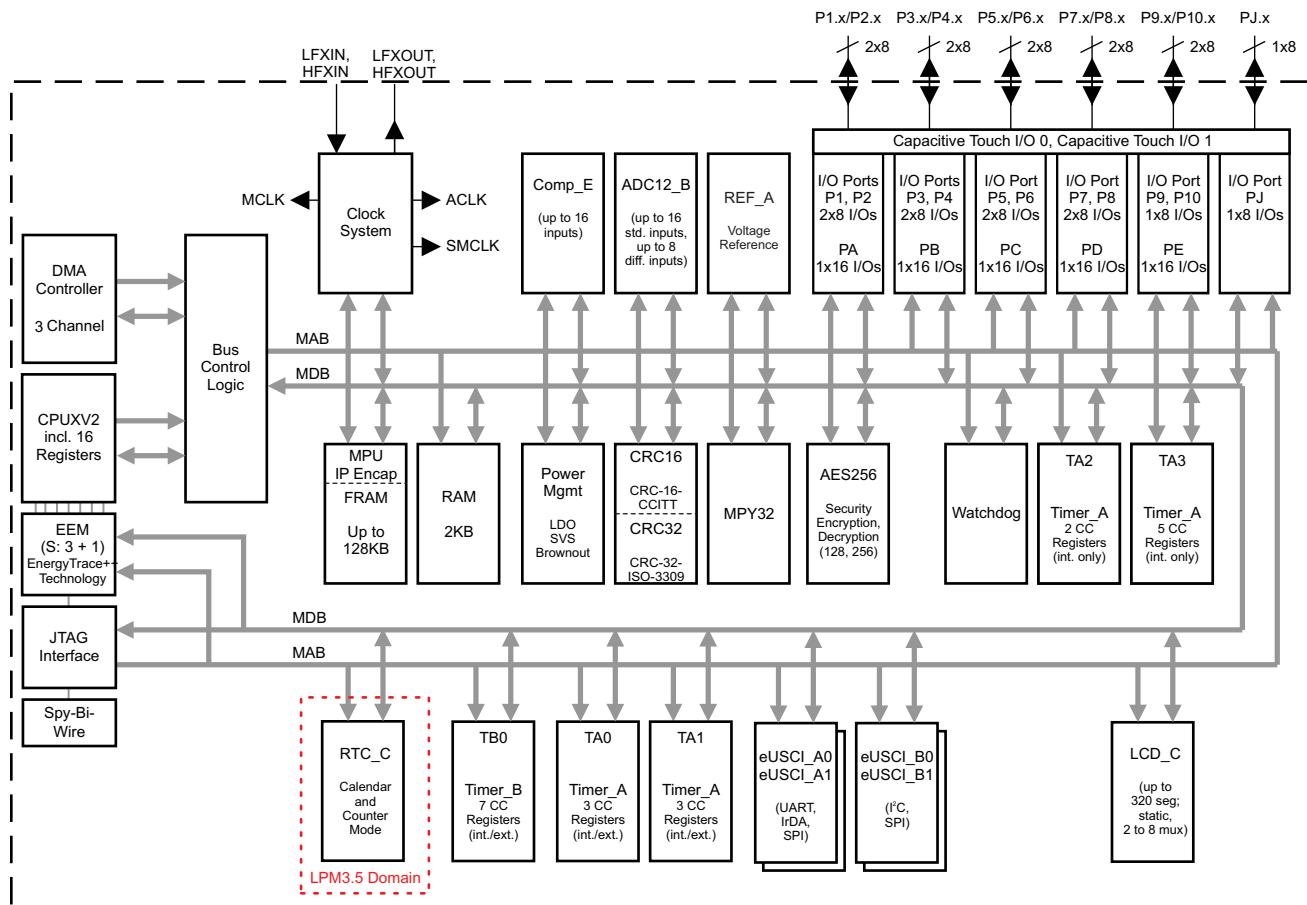 P1.x/P2.x
P3.x/P4.x
P5.x/P6.x
P7.x/P8.x
P9.x/P10.x
PJ.x
2x8
2x8
2x8
2x8
2x8
1x8
LFXIN,
HFXIN
LFXOUT,
HFXOUT
Capacitive Touch I/O 0, Capacitive Touch I/O 1
MCLK
Clock
System
ACLK
SMCLK
Comp_E
(up to 16
inputs)
ADC12_B
(up to 16
std. inputs,
up to 8
diff. inputs)
REF_A
Voltage
Reference
I/O Ports
P1, P2
2x8 I/Os
PA
1x16 I/Os
I/O Ports
P3, P4
2x8 I/Os
PB
1x16 I/Os
I/O Port
P5, P6
2x8 I/Os
PC
1x16 I/Os
I/O Port
P7, P8
2x8 I/Os
PD
1x16 I/Os
I/O Port
P9, P10
1x8 I/Os
PE
1x16 I/Os
I/O Port
PJ
1x8 I/Os
DMA
Controller
3 Channel
Bus
Control
Logic
MAB
MDB
CPUXV2
incl. 16
Registers
MPU
IP Encap
FRAM
Up to
128KB
RAM
2KB
Power
Mgmt
LDO
SVS
Brownout
CRC16
CRC-16-
CCITT
CRC32
CRC-32-
ISO-3309
MPY32
AES256
Security
Encryption,
Decryption
(128, 256)
Watchdog
TA2
Timer_A
2 CC
Registers
(int. only)
TA3
Timer_A
5 CC
Registers
(int. only)
EEM
(S: 3 + 1)
EnergyTrace++
Technology
MDB
JTAG
Interface
MAB
Spy-Bi-
Wire
RTC_C
Calendar
and
Counter
Mode
LPM3.5 Domain
TB0
Timer_B
7 CC
Registers
(int./ext.)
TA0
Timer_A
3 CC
Registers
(int./ext.)
TA1
Timer_A
3 CC
Registers
(int./ext.)
eUSCI_A0
eUSCI_A1
(UART,
IrDA,
SPI)
eUSCI_B0
eUSCI_B1
(I²C,
SPI)
LCD_C
(up to
320 seg;
static,
2 to 8 mux)